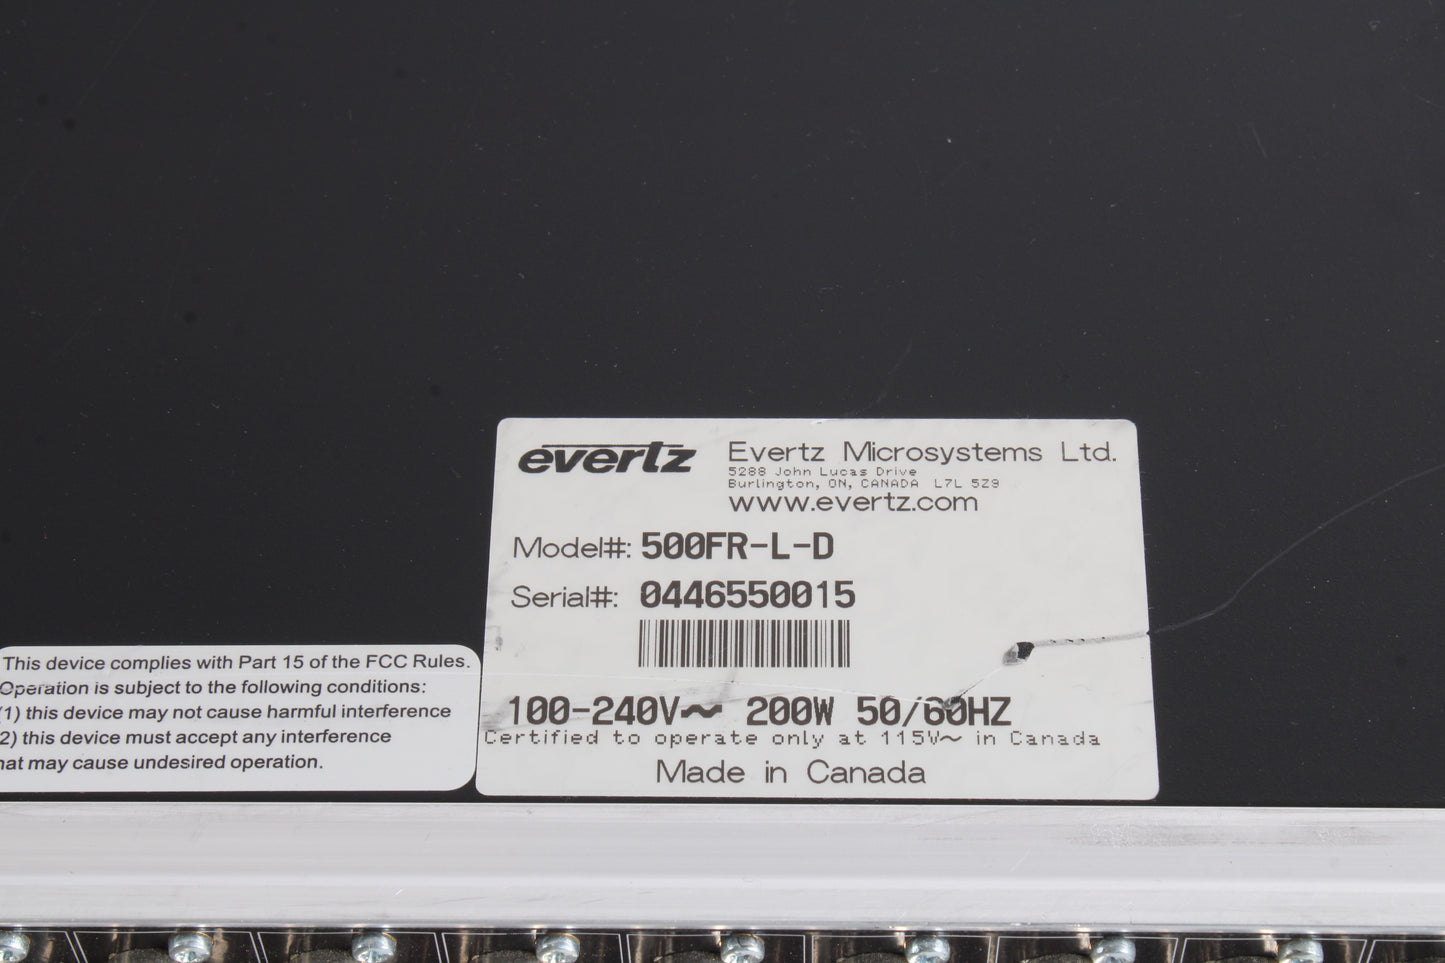 evertz
Evertz Microsystems Ltd.
5288 John Lucas Drive
Burlington, ON, CANADA L7L 5Z9
www.evertz.com
Model#: 500FR-L-D
Serial#: 0446550015
100-240V~ 200W 50/60HZ
Certified to operate only at 115V~ in Canada
Made in Canada
This device complies with Part 15 of the FCC Rules.
Operation is subject to the following conditions:
(1) this device may not cause harmful interference
2) this device must accept any interference
hat may cause undesired operation.